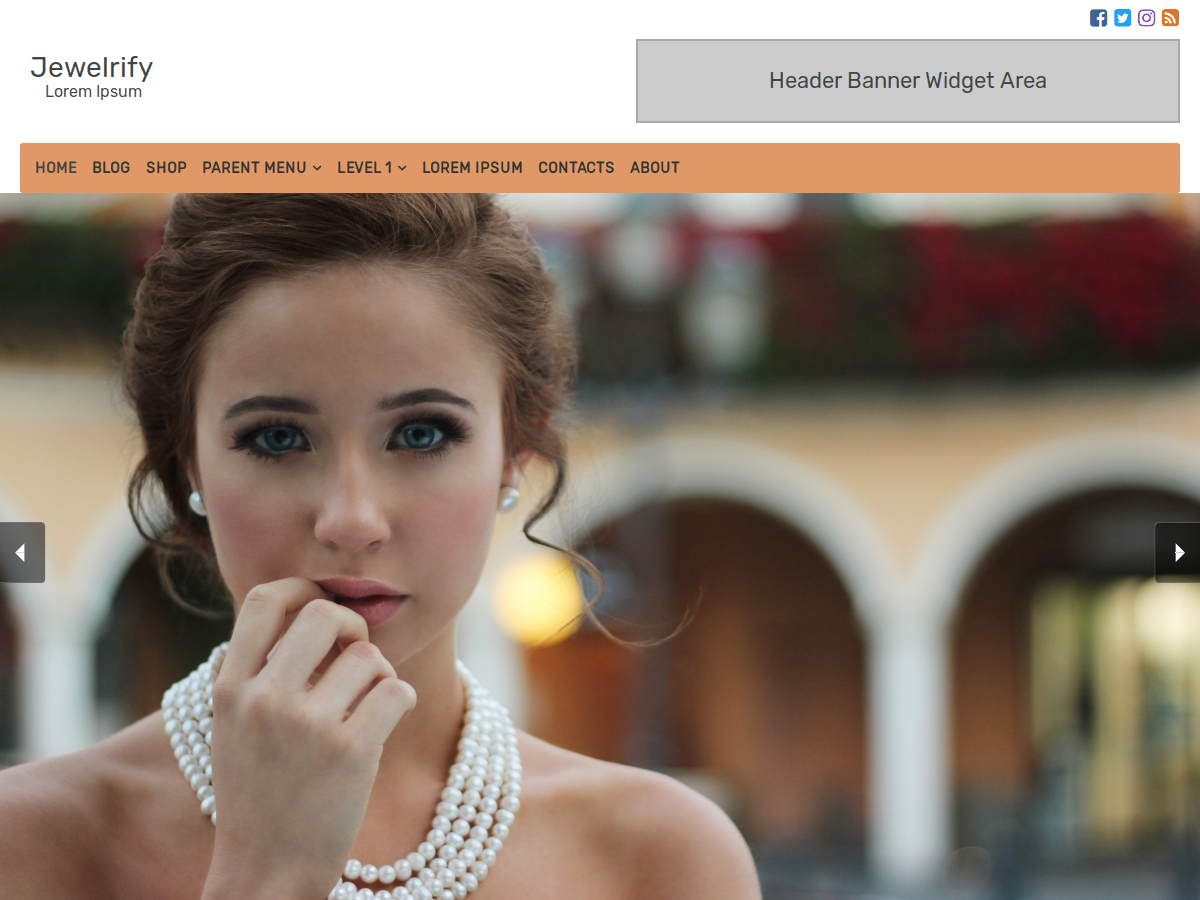 Jewelrify
Lorem Ipsum
Header Banner Widget Area
HOME BLOG SHOP PARENT MENU LEVEL 1 LOREM IPSUM CONTACTS ABOUT